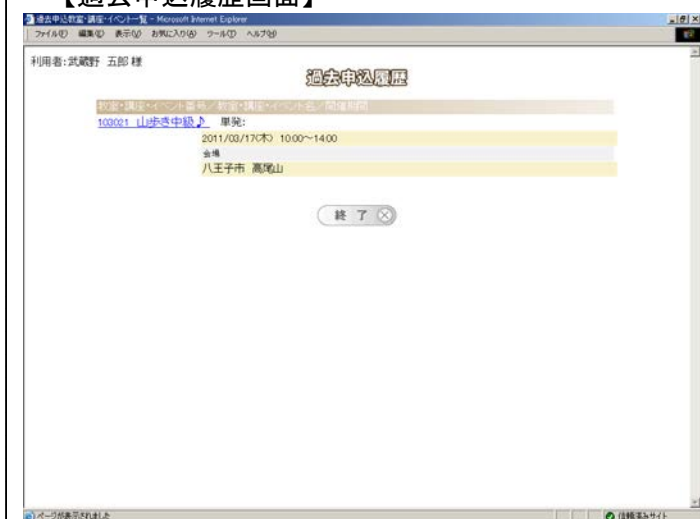 【過去申込履歴画面】
過去申込教室・講座・イベント一覧 - Microsoft Internet Explorer
ファイル(F) 編集(E) 表示(V) お気に入り(A) ツール(T) ヘルプ(H)
利用者:武蔵野 五郎 様
過去申込履歴
教室・講座・イベント番号/教室・講座・イベント名/開催期間
103021 山歩き中級♪ 単発:
2011/03/17(木) 10:00～14:00
会場
八王子市 高尾山
終 了
ページが表示されました
信頼済みサイト